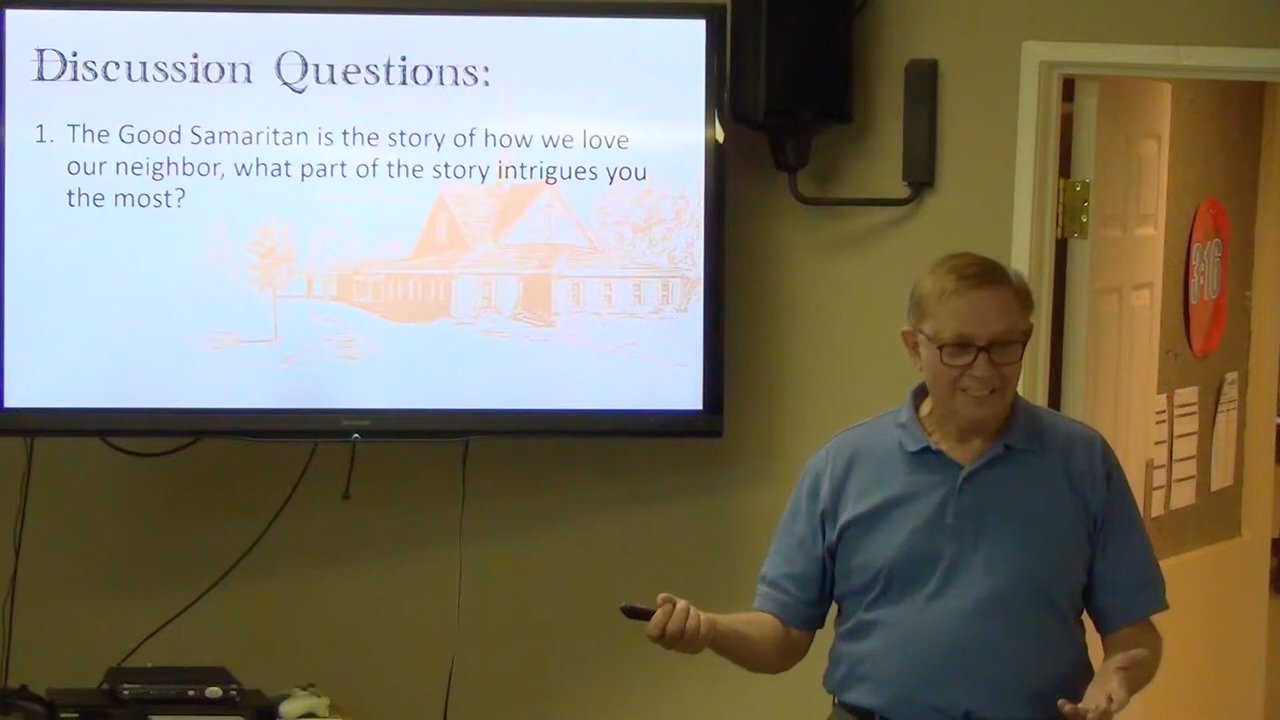 Discussion Questions:
1. The Good Samaritan is the story of how we love
our neighbor, what part of the story intrigues you
the most?
3:16